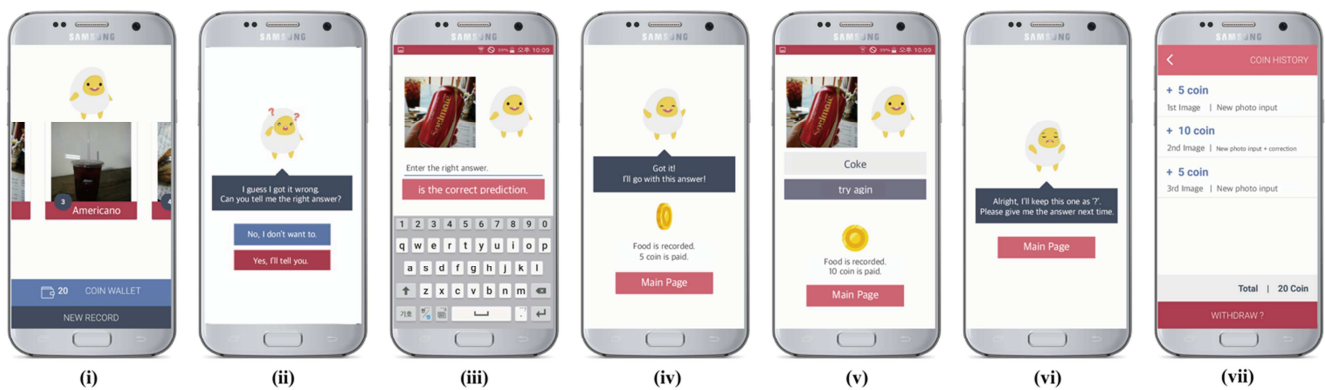 SAMSUNG
3
Americano
4
20 COIN WALLET
NEW RECORD
(i)
SAMSUNG
I guess I got it wrong.
Can you tell me the right answer?
No, I don't want to.
Yes, I'll tell you.
(ii)
SAMSUNG
10:09
Enter the right answer.
is the correct prediction.
1 2 3 4 5 6 7 8 9 0
q w e r t y u i o p
a s d f g h j k l
z x c v b n m
기호
.
(iii)
SAMSUNG
Got it!
I'll go with this answer!
Food is recorded.
5 coin is paid.
Main Page
(iv)
SAMSUNG
10:09
Coke
try agin
Food is recorded.
10 coin is paid.
Main Page
(v)
SAMSUNG
Alright, I'll keep this one as '?'.
Please give me the answer next time.
Main Page
(vi)
SAMSUNG
COIN HISTORY
+ 5 coin
1st Image | New photo input
+ 10 coin
2nd Image | New photo input + correction
+ 5 coin
3rd Image | New photo input
Total | 20 Coin
WITHDRAW ?
(vii)